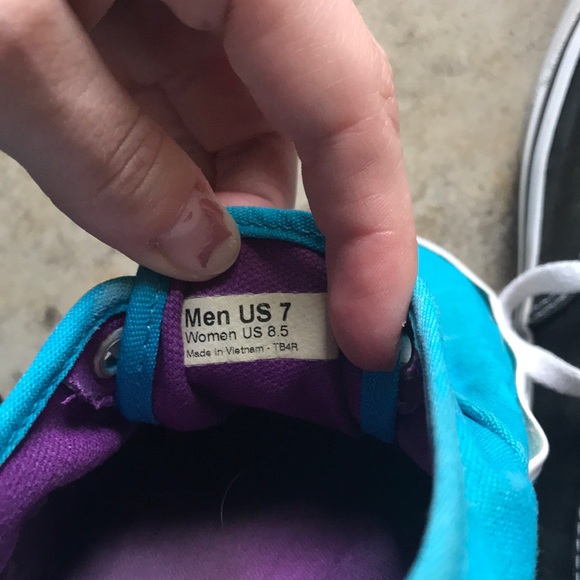 Men US 7
Women US 8.5
Made in Vietnam - TB4R